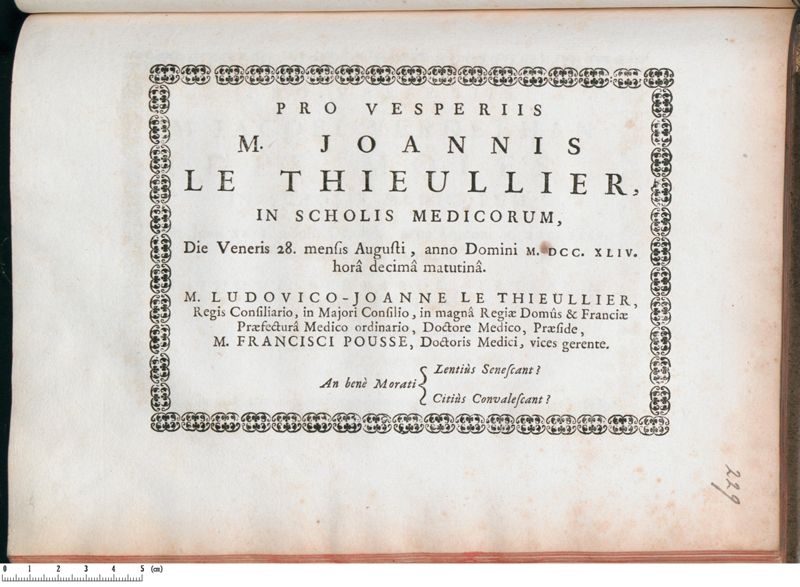 PRO VESPERIIS
M. JOANNIS
LE THIEULLIER,
IN SCHOLIS MEDICORUM,
Die Veneris 28. menſis Auguſti, anno Domini M. DCC. XLIV.
horâ decimâ matutinâ.
M. LUDOVICO-JOANNE LE THIEULLIER,
Regis Conſiliario, in Majori Conſilio, in magnâ Regiæ Domûs & Franciæ
Præfecturâ Medico ordinario, Doctore Medico, Præſide,
M. FRANCISCI POUSSE, Doctoris Medici, vices gerente.
An benè Morati { Lentiùs Seneſcant?
Citiùs Convaleſcant?
229
0 1 2 3 4 5 (cm)